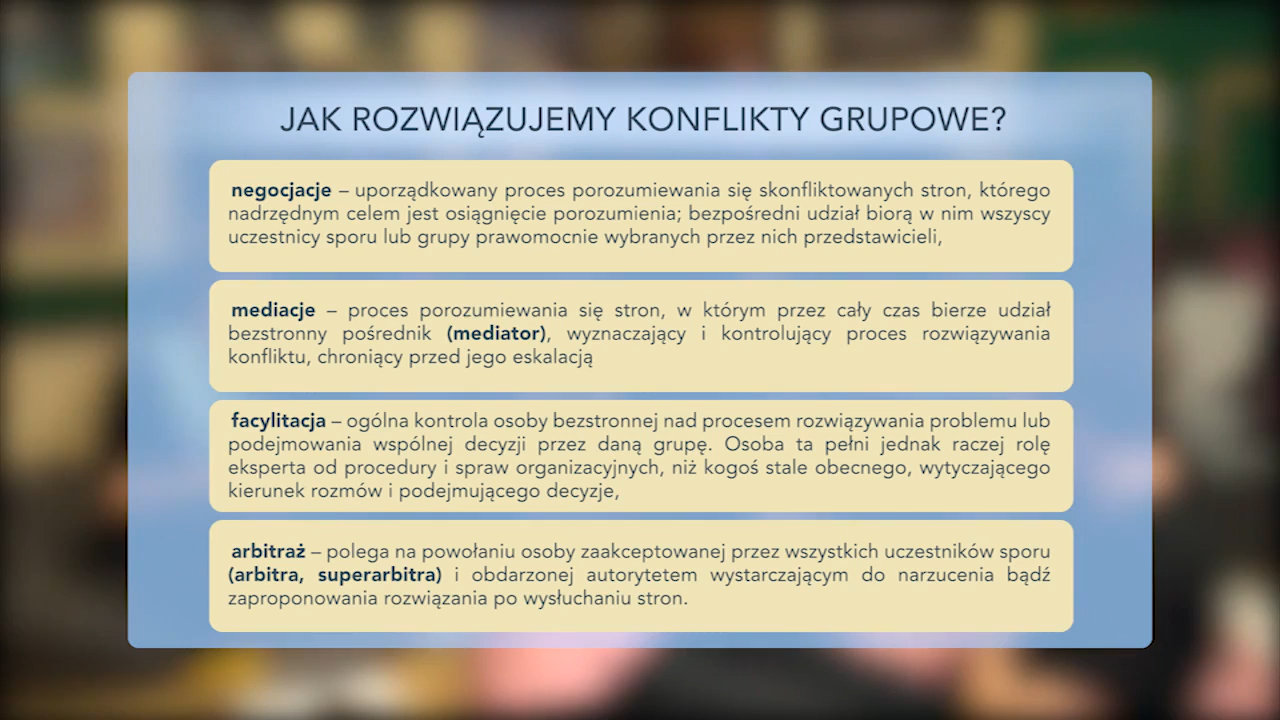 JAK ROZWIĄZUJEMY KONFLIKTY GRUPOWE?
negocjacje – uporządkowany proces porozumiewania się skonfliktowanych stron, którego
nadrzędnym celem jest osiągnięcie porozumienia; bezpośredni udział biorą w nim wszyscy
uczestnicy sporu lub grupy prawomocnie wybranych przez nich przedstawicieli,
mediacje – proces porozumiewania się stron, w którym przez cały czas bierze udział
bezstronny pośrednik (mediator), wyznaczający i kontrolujący proces rozwiązywania
konfliktu, chroniący przed jego eskalacją
facylitacja – ogólna kontrola osoby bezstronnej nad procesem rozwiązywania problemu lub
podejmowania wspólnej decyzji przez daną grupę. Osoba ta pełni jednak raczej rolę
eksperta od procedury i spraw organizacyjnych, niż kogoś stale obecnego, wytyczającego
kierunek rozmów i podejmującego decyzje,
arbitraż – polega na powołaniu osoby zaakceptowanej przez wszystkich uczestników sporu
(arbitra, superarbitra) i obdarzonej autorytetem wystarczającym do narzucenia bądź
zaproponowania rozwiązania po wysłuchaniu stron.